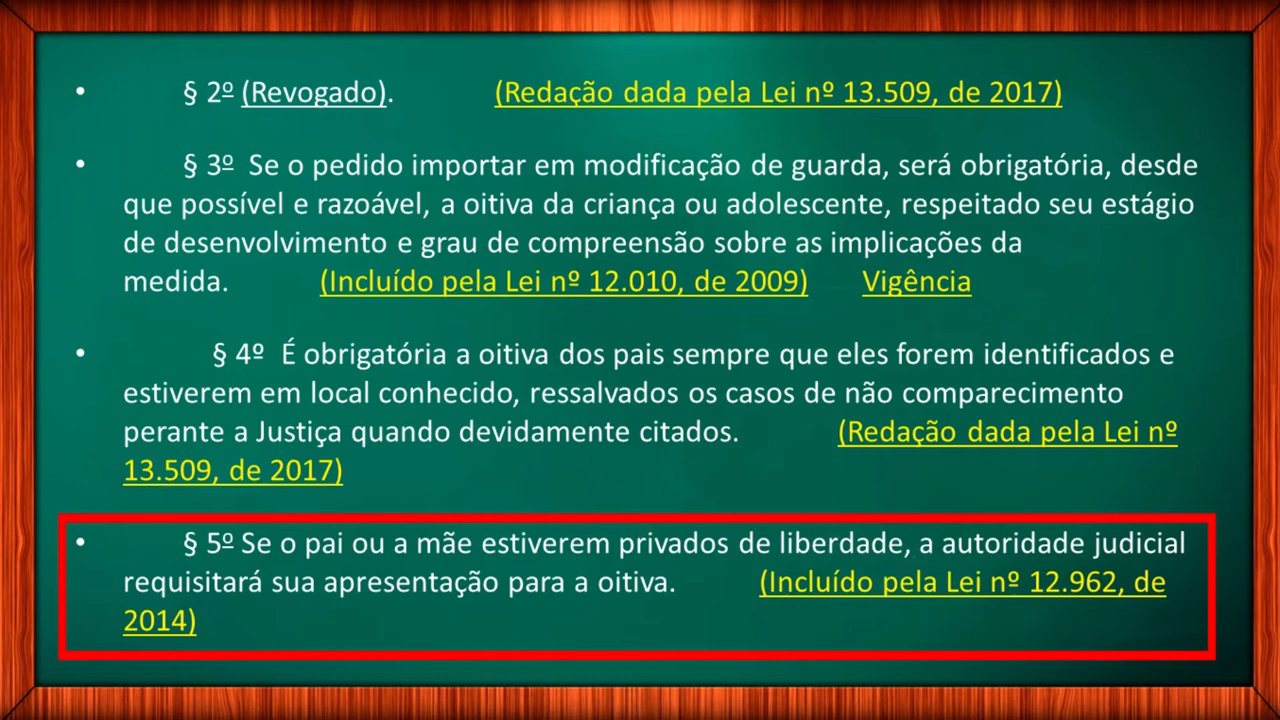 • § 2º (Revogado). (Redação dada pela Lei nº 13.509, de 2017)
• § 3º Se o pedido importar em modificação de guarda, será obrigatória, desde
que possível e razoável, a oitiva da criança ou adolescente, respeitado seu estágio
de desenvolvimento e grau de compreensão sobre as implicações da
medida. (Incluído pela Lei nº 12.010, de 2009) Vigência
• § 4º É obrigatória a oitiva dos pais sempre que eles forem identificados e
estiverem em local conhecido, ressalvados os casos de não comparecimento
perante a Justiça quando devidamente citados. (Redação dada pela Lei nº
13.509, de 2017)
• § 5º Se o pai ou a mãe estiverem privados de liberdade, a autoridade judicial
requisitará sua apresentação para a oitiva. (Incluído pela Lei nº 12.962, de
2014)